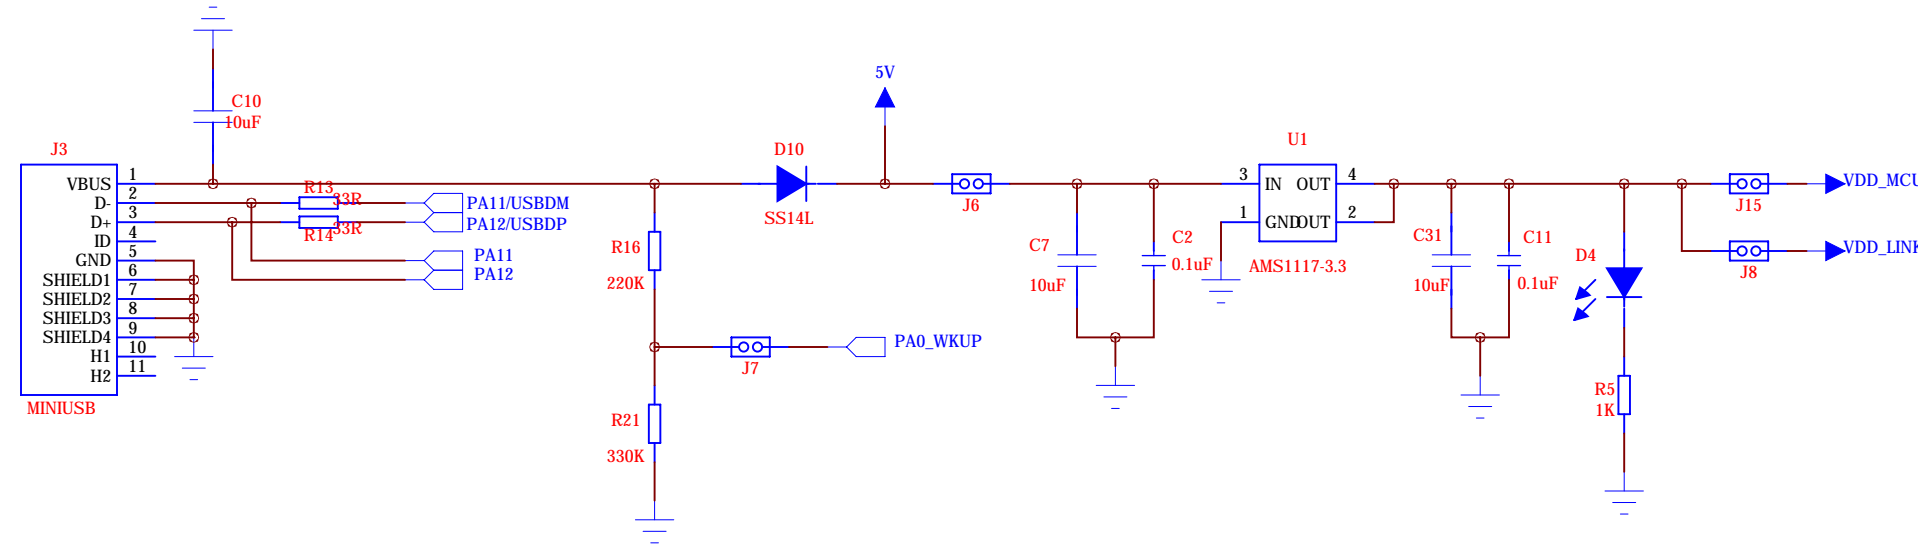 5V
C10
10uF
J3
D10
U1
VBUS 1
D- 2
D+ 3
ID 4
GND 5
SHIELD1 6
SHIELD2 7
SHIELD3 8
SHIELD4 9
H1 10
H2 11
MINIUSB
R13
33R
R14
33R
PA11/USBDM
PA12/USBDP
PA11
PA12
SS14L
R16
220K
J7
PA0_WKUP
R21
330K
J6
C7
10uF
C2
0.1uF
3 IN OUT 4
1 GND OUT 2
AMS1117-3.3
C31
10uF
C11
0.1uF
D4
R5
1K
J15
VDD_MCU
J8
VDD_LINK